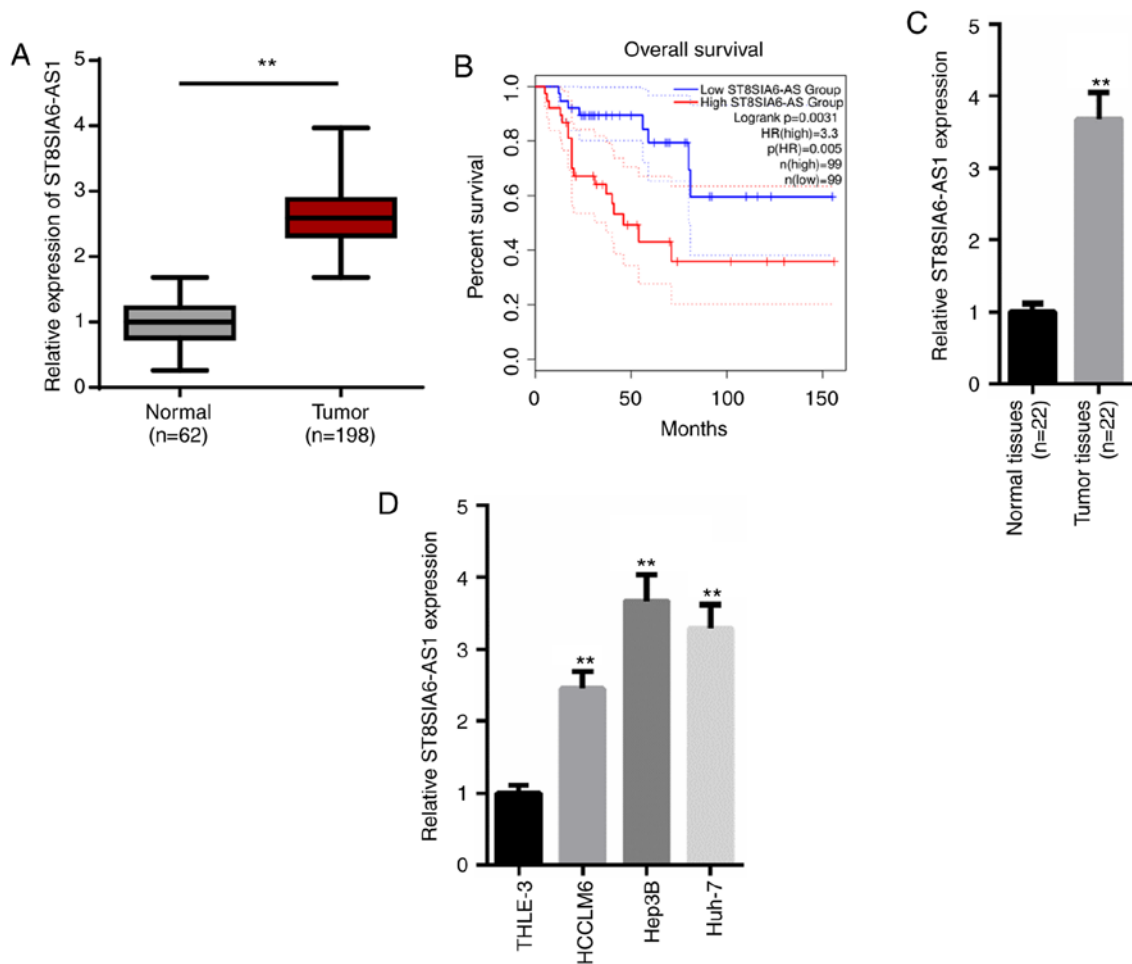 A
Relative expression of ST8SIA6-AS1
5
4
3
2
1
0
**
Normal
(n=62)
Tumor
(n=198)
B
Overall survival
Percent survival
1.0
0.8
0.6
0.4
0.2
0.0
Low ST8SIA6-AS Group
High ST8SIA6-AS Group
Logrank p=0.0031
HR(high)=3.3
p(HR)=0.005
n(high)=99
n(low)=99
0
50
100
150
Months
C
Relative ST8SIA6-AS1 expression
5
4
3
2
1
0
**
Normal tissues
(n=22)
Tumor tissues
(n=22)
D
Relative ST8SIA6-AS1 expression
5
4
3
2
1
0
**
**
**
THLE-3
HCCLM6
Hep3B
Huh-7